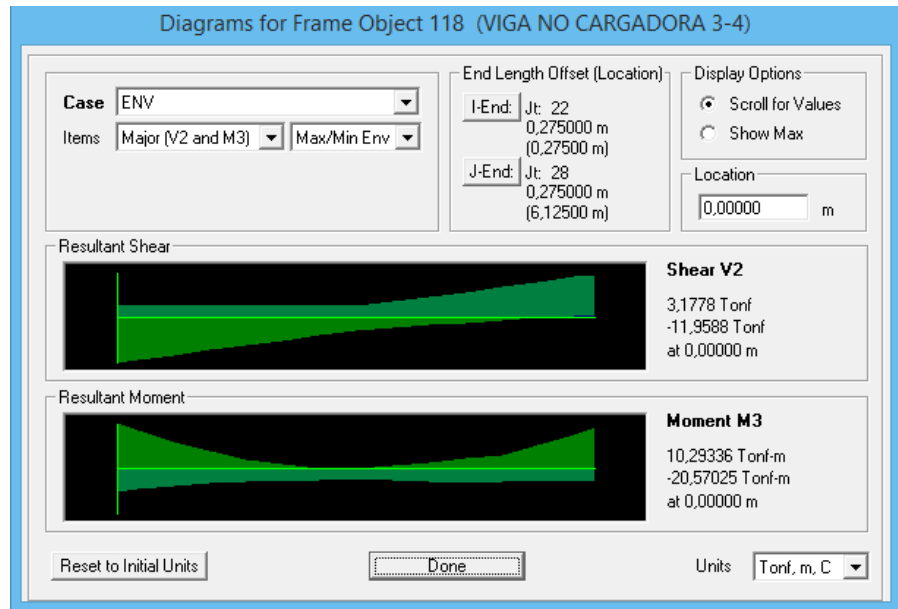 Diagrams for Frame Object 118 (VIGA NO CARGADORA 3-4)
Case ENV
Items Major (V2 and M3) Max/Min Env
End Length Offset (Location)
I-End: Jt: 22
0,275000 m
(0,27500 m)
J-End: Jt: 28
0,275000 m
(6,12500 m)
Display Options
Scroll for Values
Show Max
Location
0,00000 m
Resultant Shear
Shear V2
3,1778 Tonf
-11,9588 Tonf
at 0,00000 m
Resultant Moment
Moment M3
10,29336 Tonf-m
-20,57025 Tonf-m
at 0,00000 m
Reset to Initial Units Done Units Tonf, m, C